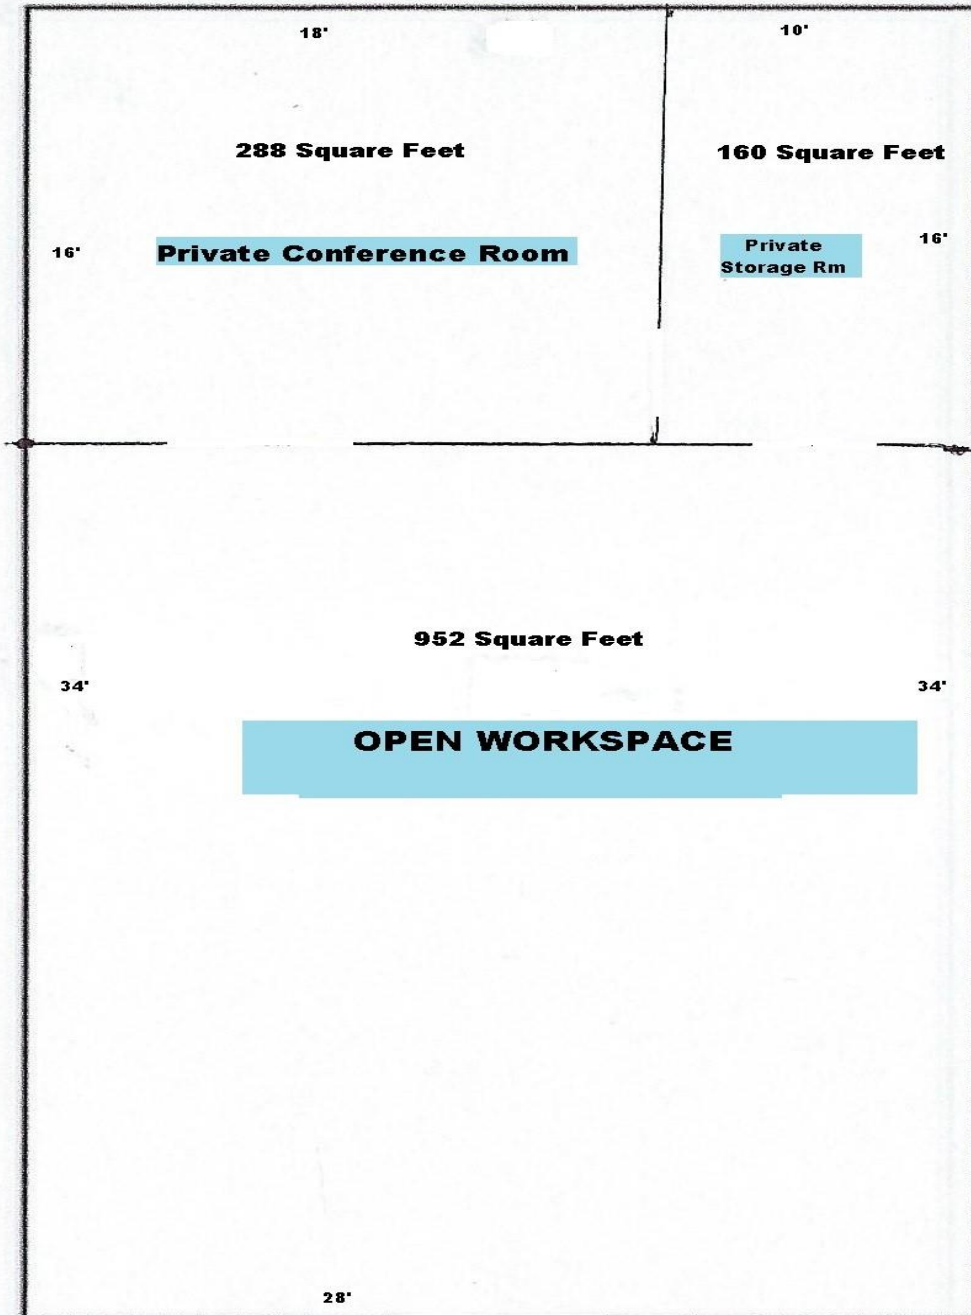 18'
10'
288 Square Feet
160 Square Feet
16'
Private Conference Room
Private
Storage Rm
16'
952 Square Feet
34'
34'
OPEN WORKSPACE
28'